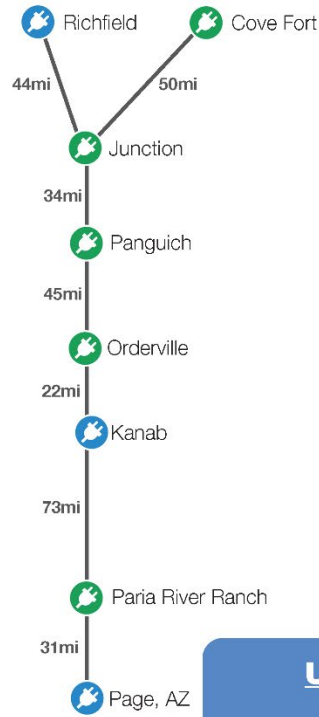 Richfield
Cove Fort
44mi
50mi
Junction
34mi
Panguich
45mi
Orderville
22mi
Kanab
73mi
Paria River Ranch
31mi
Page, AZ